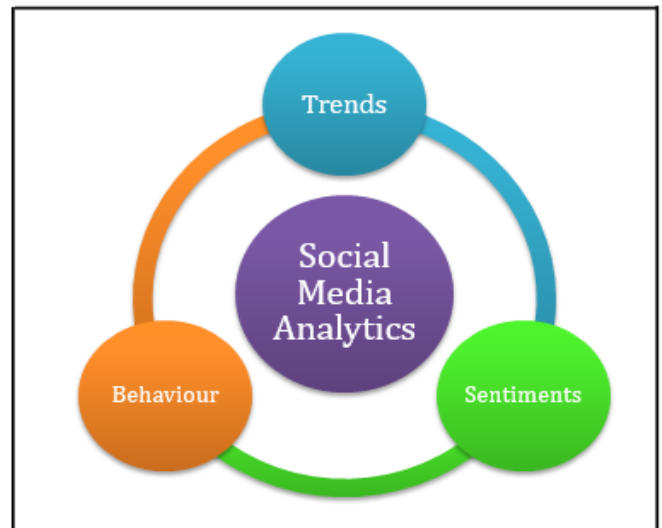 Trends
Social
Media
Analytics
Behaviour
Sentiments